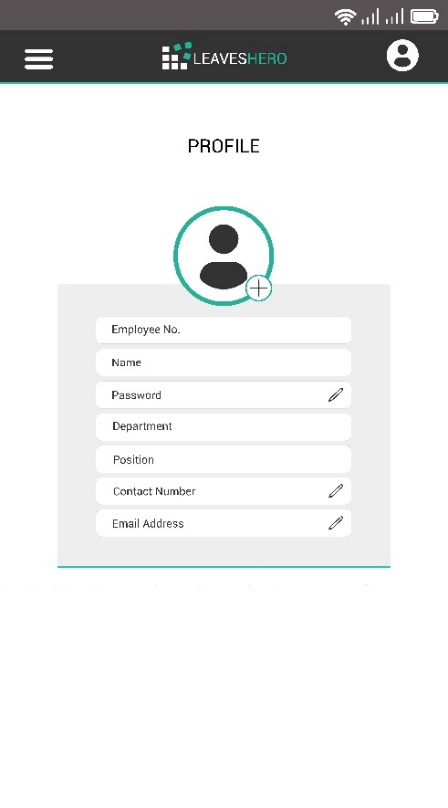 LEAVESHERO
PROFILE
Employee No.
Name
Password
Department
Position
Contact Number
Email Address